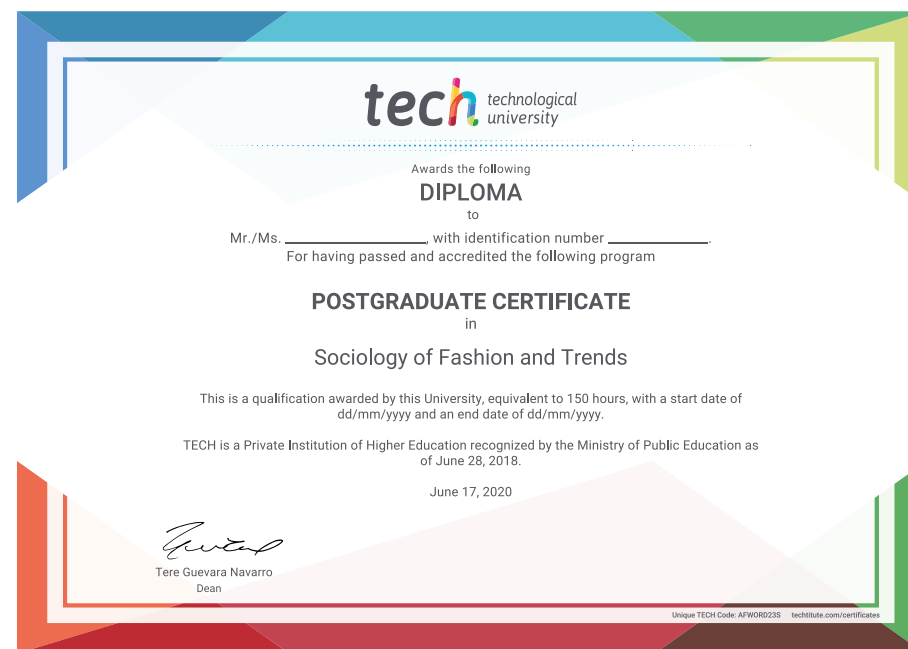 tech technological
university
Awards the following
DIPLOMA
to
Mr./Ms. ____________________, with identification number ______________.
For having passed and accredited the following program
POSTGRADUATE CERTIFICATE
in
Sociology of Fashion and Trends
This is a qualification awarded by this University, equivalent to 150 hours, with a start date of
dd/mm/yyyy and an end date of dd/mm/yyyy.
TECH is a Private Institution of Higher Education recognized by the Ministry of Public Education as
of June 28, 2018.
June 17, 2020
Tere Guevara Navarro
Dean
Unique TECH Code: AFWORD23S techtitute.com/certificates